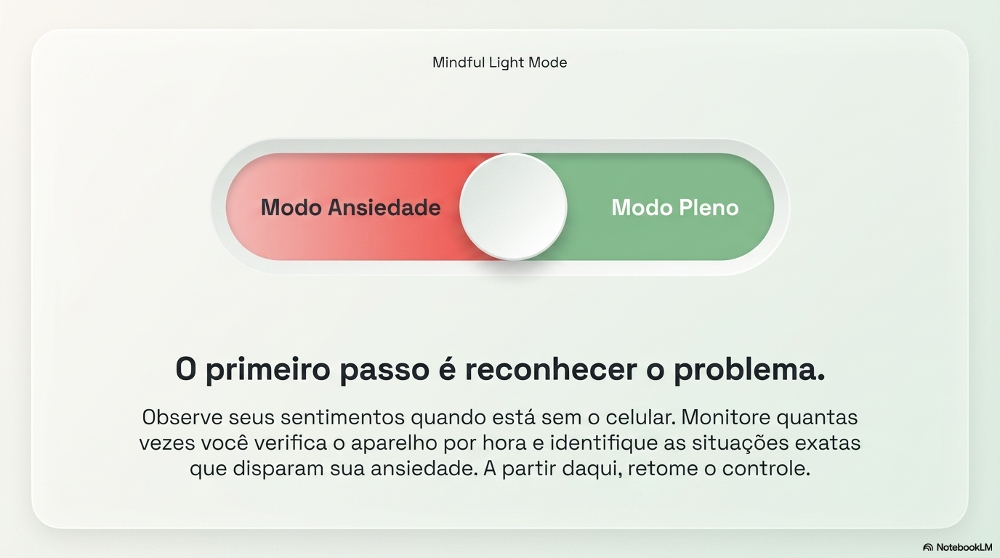 Mindful Light Mode
Modo Ansiedade
Modo Pleno
O primeiro passo é reconhecer o problema.
Observe seus sentimentos quando está sem o celular. Monitore quantas
vezes você verifica o aparelho por hora e identifique as situações exatas
que disparam sua ansiedade. A partir daqui, retome o controle.
NotebookLM